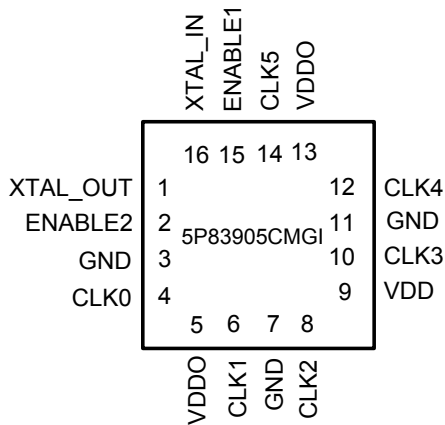 XTAL_IN
ENABLE1
CLK5
VDDO
16 15 14 13
XTAL_OUT 1
12 CLK4
ENABLE2 2
11 GND
5P83905CMGI
GND 3
10 CLK3
CLK0 4
9 VDD
5 6 7 8
VDDO
CLK1
GND
CLK2